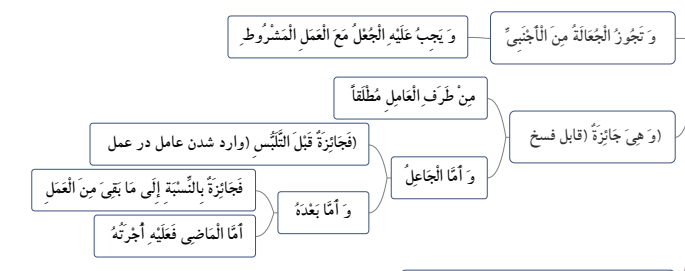 وَ تَجُوزُ الْجُعَالَةُ مِنَ الْأَجْنَبِیِّ
وَ یَجِبُ عَلَیْهِ الْجُعْلُ مَعَ الْعَمَلِ الْمَشْرُوطِ
(وَ هِیَ جَائِزَةٌ (قابل فسخ
مِنْ طَرَفِ الْعَامِلِ مُطْلَقاً
وَ أَمَّا الْجَاعِلُ
(فَجَائِزَةٌ قَبْلَ التَّلَبُّسِ (وارد شدن عامل در عمل
وَ أَمَّا بَعْدَهُ
فَجَائِزَةٌ بِالنِّسْبَةِ إِلَى مَا بَقِیَ مِنَ الْعَمَلِ
أَمَّا الْمَاضِی فَعَلَیْهِ أُجْرَتُهُ